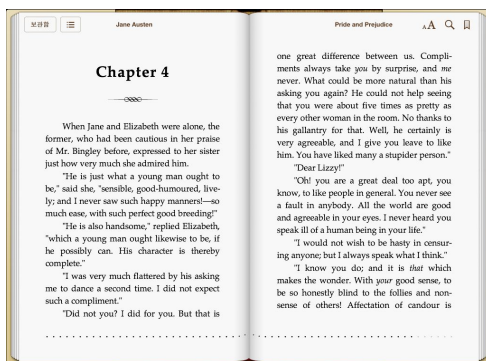 보관함
Jane Austen
Pride and Prejudice
AA
Chapter 4
When Jane and Elizabeth were alone, the
former, who had been cautious in her praise
of Mr. Bingley before, expressed to her sister
just how very much she admired him.
"He is just what a young man ought to
be," said she, "sensible, good-humoured, live-
ly; and I never saw such happy manners!—so
much ease, with such perfect good breeding!"
"He is also handsome," replied Elizabeth,
"which a young man ought likewise to be, if
he possibly can. His character is thereby
complete."
"I was very much flattered by his asking
me to dance a second time. I did not expect
such a compliment."
"Did not you? I did for you. But that is
one great difference between us. Compli-
ments always take you by surprise, and me
never. What could be more natural than his
asking you again? He could not help seeing
that you were about five times as pretty as
every other woman in the room. No thanks to
his gallantry for that. Well, he certainly is
very agreeable, and I give you leave to like
him. You have liked many a stupider person."
"Dear Lizzy!"
"Oh! you are a great deal too apt, you
know, to like people in general. You never see
a fault in anybody. All the world are good
and agreeable in your eyes. I never heard you
speak ill of a human being in your life."
"I would not wish to be hasty in censur-
ing anyone; but I always speak what I think."
"I know you do; and it is that which
makes the wonder. With your good sense, to
be so honestly blind to the follies and non-
sense of others! Affectation of candour is